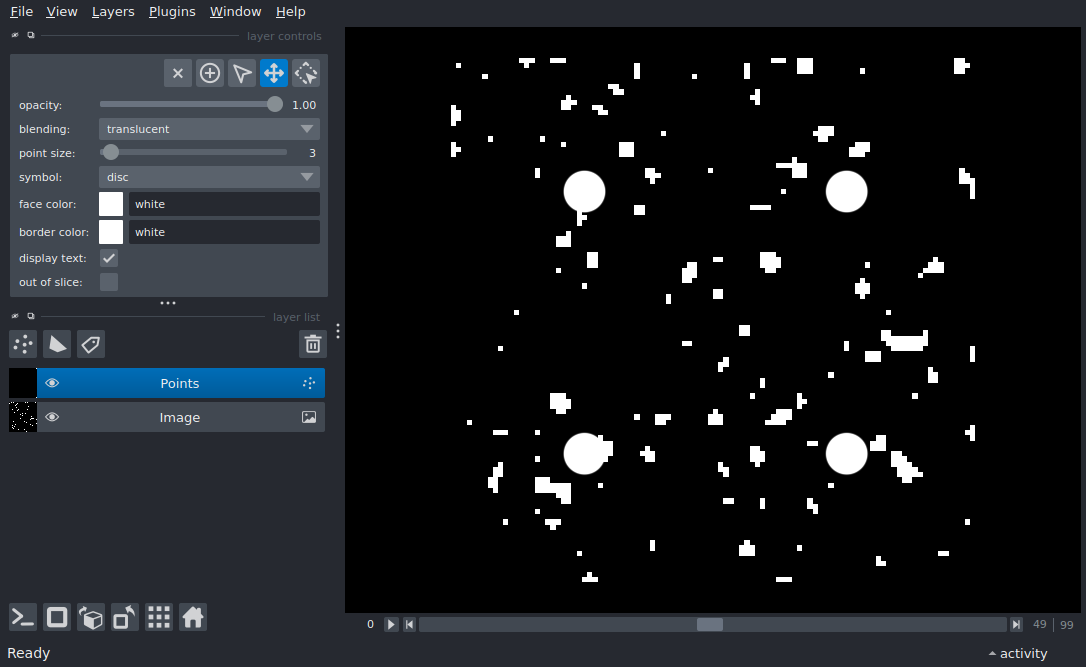 File View Layers Plugins Window Help
layer controls
opacity: 1.00
blending: translucent
point size: 3
symbol: disc
face color: white
border color: white
display text:
out of slice:
layer list
Points
Image
0 49 99
Ready activity